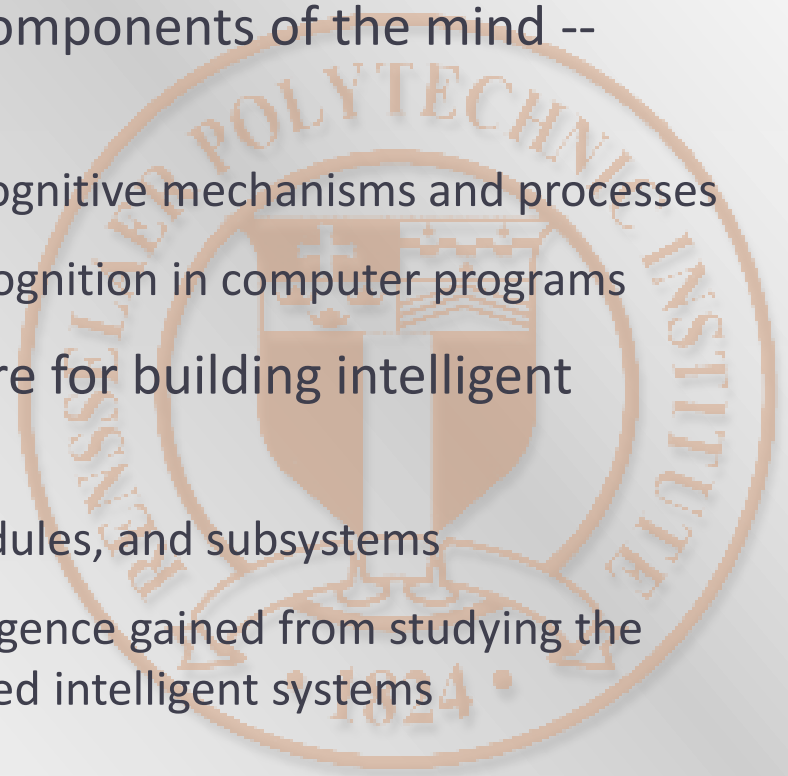 omponents of the mind --
ognitive mechanisms and processes
ognition in computer programs
re for building intelligent
dules, and subsystems
gence gained from studying the
ed intelligent systems
RENSSELAER POLYTECHNIC INSTITUTE
• 1824 •